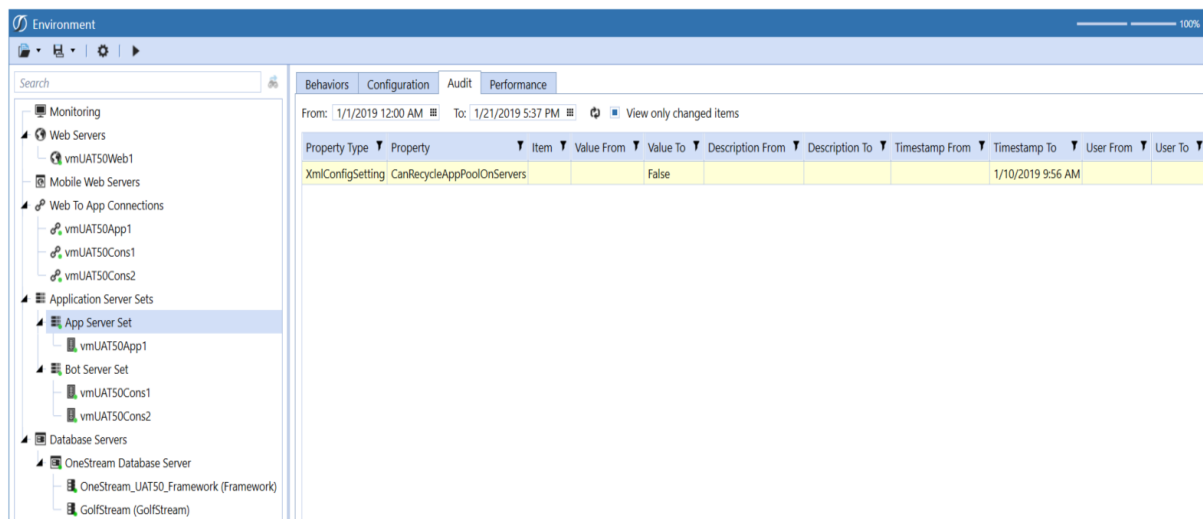 Environment
100%
Search
Monitoring
Web Servers
vmUAT50Web1
Mobile Web Servers
Web To App Connections
vmUAT50App1
vmUAT50Cons1
vmUAT50Cons2
Application Server Sets
App Server Set
vmUAT50App1
Bot Server Set
vmUAT50Cons1
vmUAT50Cons2
Database Servers
OneStream Database Server
OneStream_UAT50_Framework (Framework)
GolfStream (GolfStream)
Behaviors Configuration Audit Performance
From: 1/1/2019 12:00 AM To: 1/21/2019 5:37 PM View only changed items
Property Type Property Item Value From Value To Description From Description To Timestamp From Timestamp To User From User To
XmlConfigSetting CanRecycleAppPoolOnServers False 1/10/2019 9:56 AM